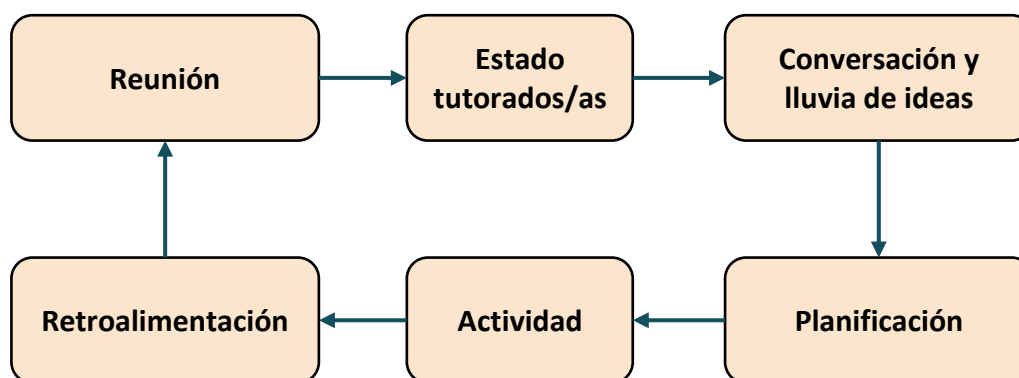 Reunión
Estado
tutorados/as
Conversación y
lluvia de ideas
Retroalimentación
Actividad
Planificación